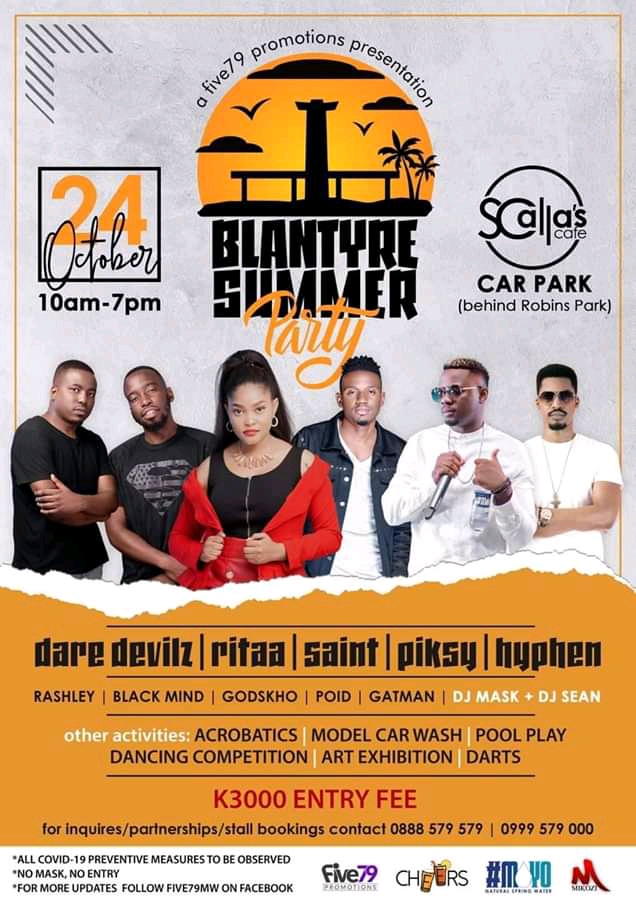 a five79 promotions presentation
24
October
10am-7pm
BLANTYRE
SUMMER
Party
SCalla's
cafe
CAR PARK
(behind Robins Park)
dare devilz | ritaa | saint | piksy | hyphen
RASHLEY | BLACK MIND | GODSKHO | POID | GATMAN | DJ MASK + DJ SEAN
other activities: ACROBATICS | MODEL CAR WASH | POOL PLAY
DANCING COMPETITION | ART EXHIBITION | DARTS
K3000 ENTRY FEE
for inquires/partnerships/stall bookings contact 0888 579 579 | 0999 579 000
*ALL COVID-19 PREVENTIVE MEASURES TO BE OBSERVED
*NO MASK, NO ENTRY
*FOR MORE UPDATES FOLLOW FIVE79MW ON FACEBOOK
Five79
PROMOTIONS
CHEERS
#MOYO
NATURAL SPRING WATER
M
MIKOZI